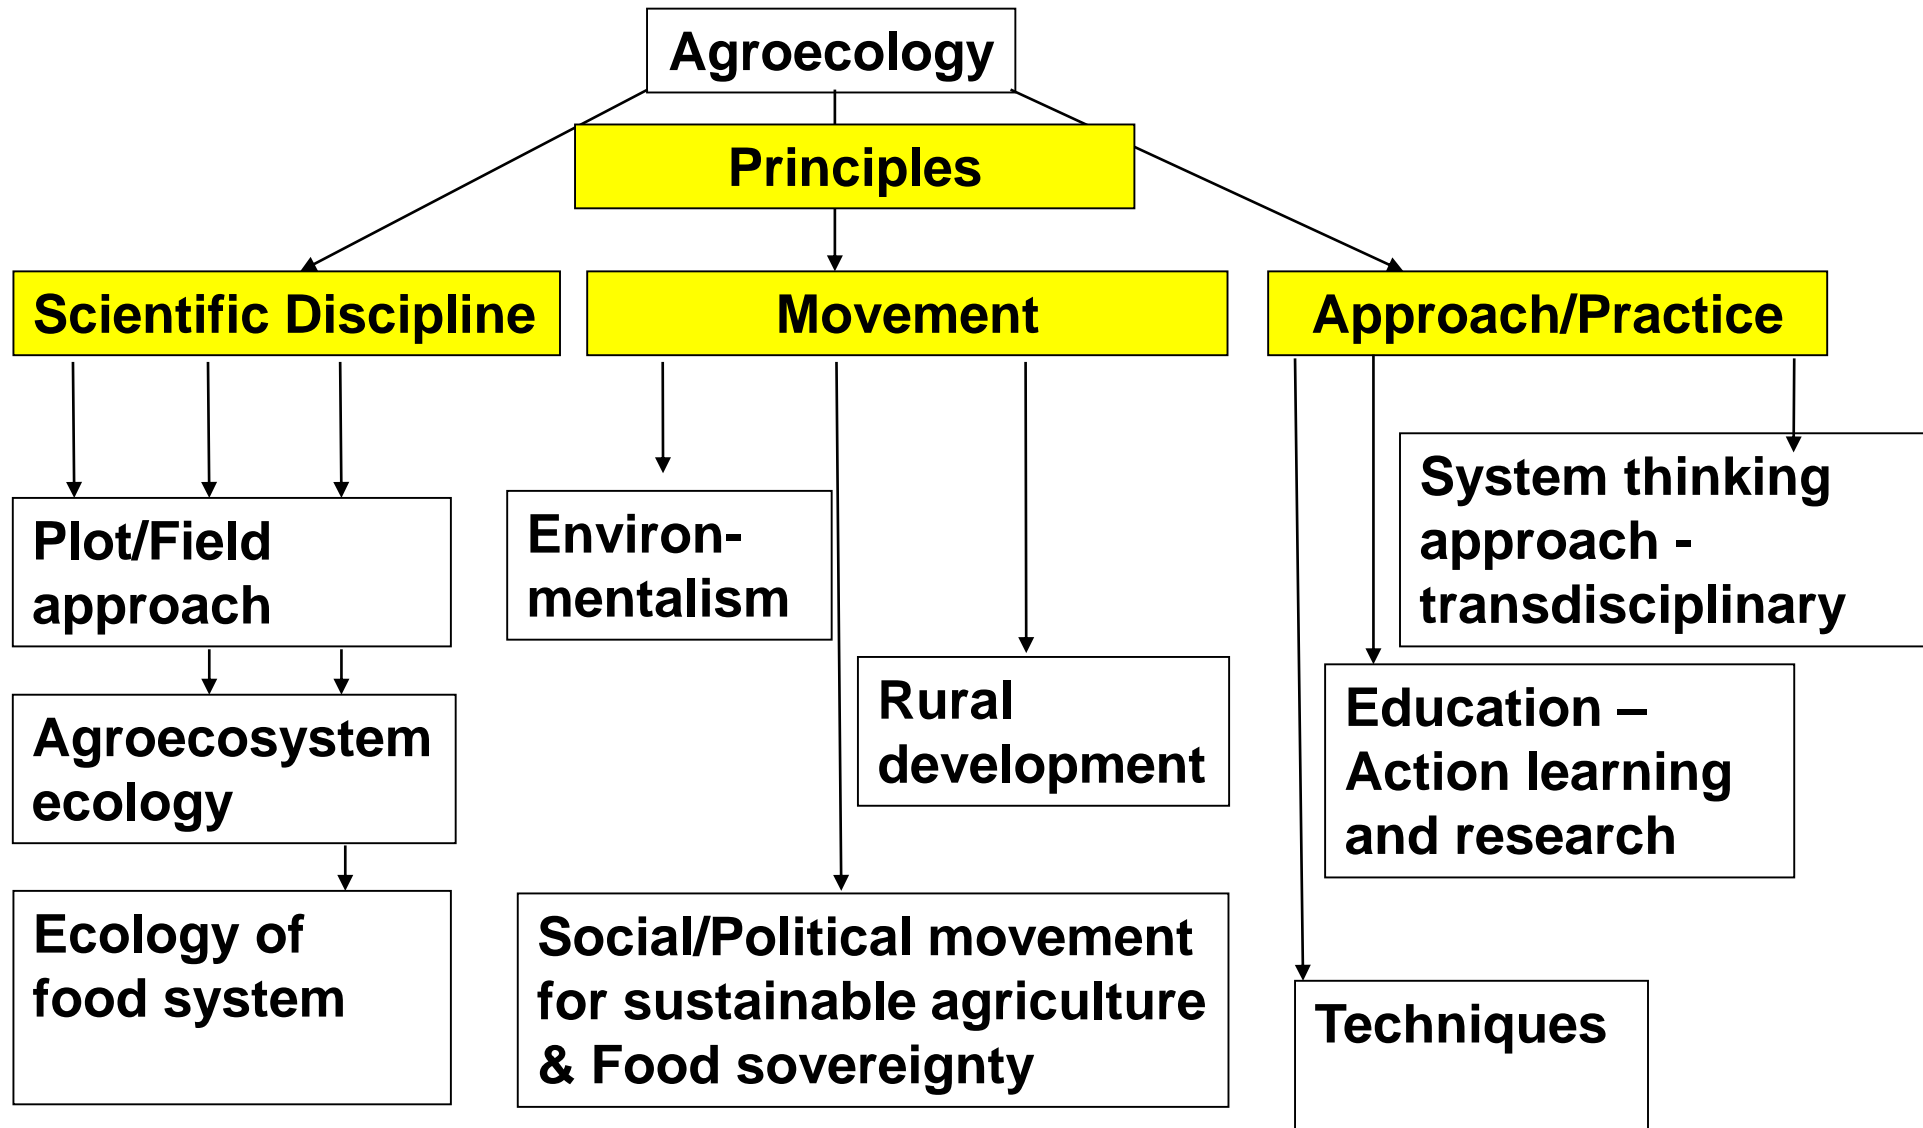 Agroecology
Principles
Scientific Discipline
Movement
Approach/Practice
Plot/Field
approach
Agroecosystem
ecology
Ecology of
food system
Environ-
mentalism
Rural
development
Social/Political movement
for sustainable agriculture
& Food sovereignty
System thinking
approach -
transdisciplinary
Education –
Action learning
and research
Techniques